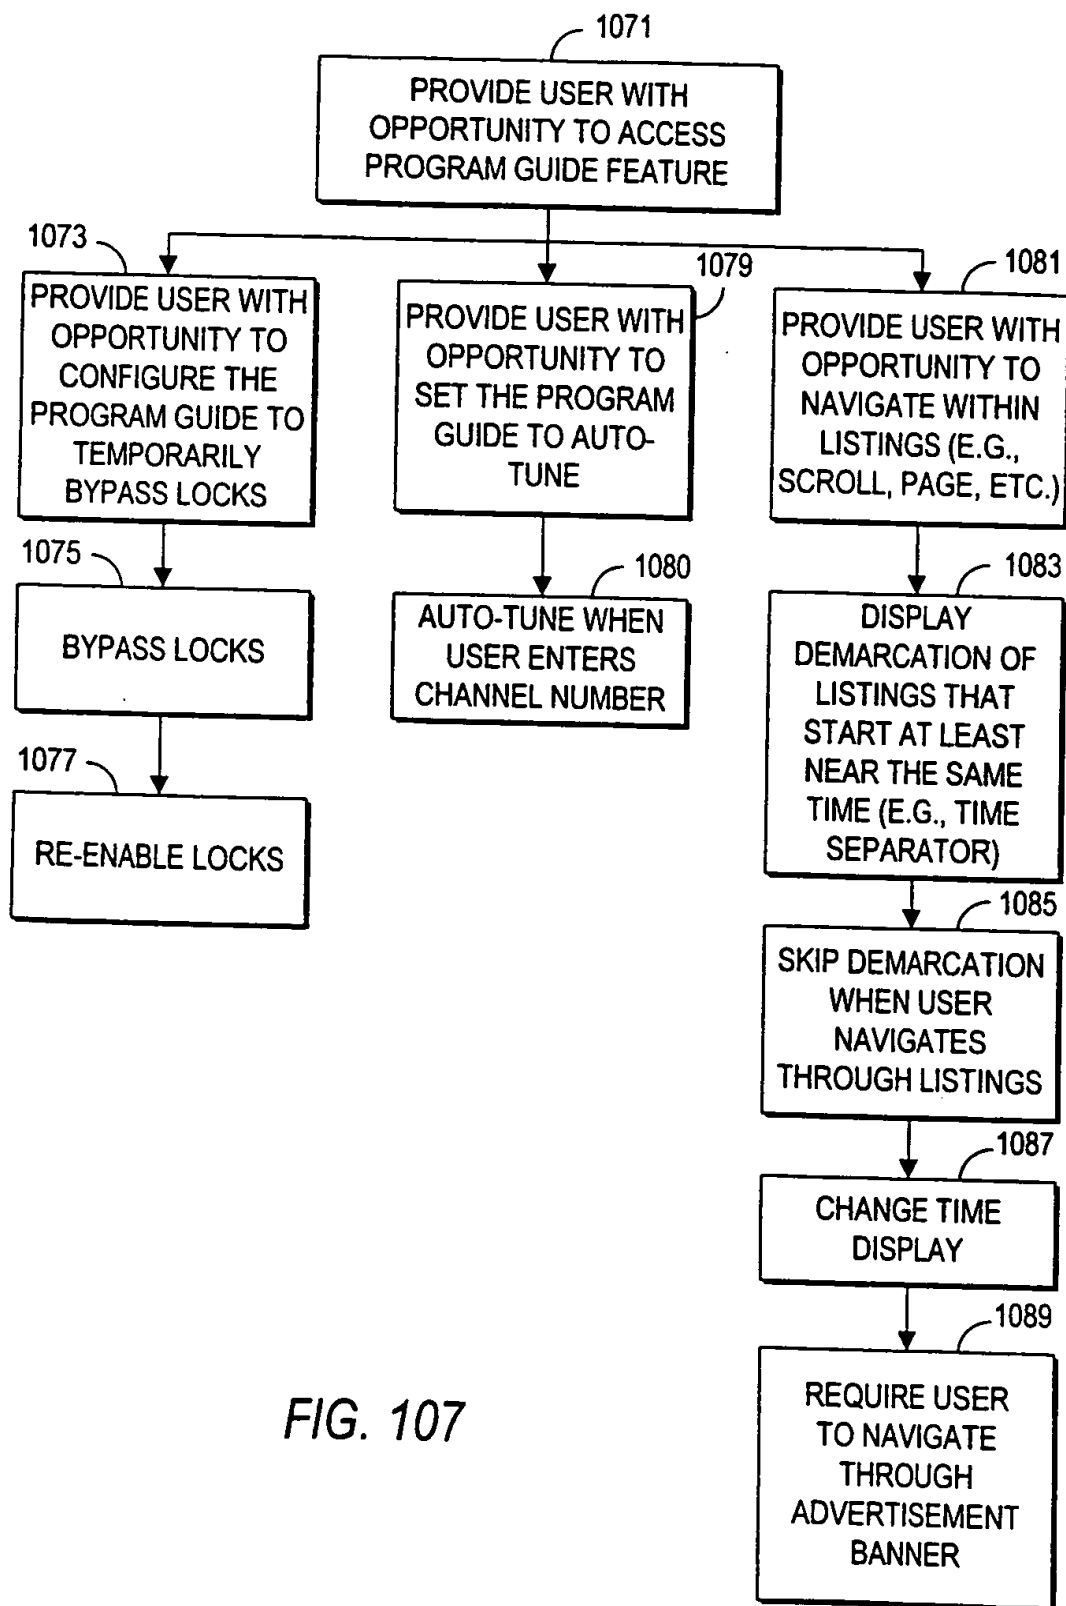 1071
PROVIDE USER WITH
OPPORTUNITY TO ACCESS
PROGRAM GUIDE FEATURE
1073
PROVIDE USER WITH
OPPORTUNITY TO
CONFIGURE THE
PROGRAM GUIDE TO
TEMPORARILY
BYPASS LOCKS
1075
BYPASS LOCKS
1077
RE-ENABLE LOCKS
1079
PROVIDE USER WITH
OPPORTUNITY TO
SET THE PROGRAM
GUIDE TO AUTO-
TUNE
1080
AUTO-TUNE WHEN
USER ENTERS
CHANNEL NUMBER
1081
PROVIDE USER WITH
OPPORTUNITY TO
NAVIGATE WITHIN
LISTINGS (E.G.,
SCROLL, PAGE, ETC.)
1083
DISPLAY
DEMARCATION OF
LISTINGS THAT
START AT LEAST
NEAR THE SAME
TIME (E.G., TIME
SEPARATOR)
1085
SKIP DEMARCATION
WHEN USER
NAVIGATES
THROUGH LISTINGS
1087
CHANGE TIME
DISPLAY
1089
REQUIRE USER
TO NAVIGATE
THROUGH
ADVERTISEMENT
BANNER
FIG. 107